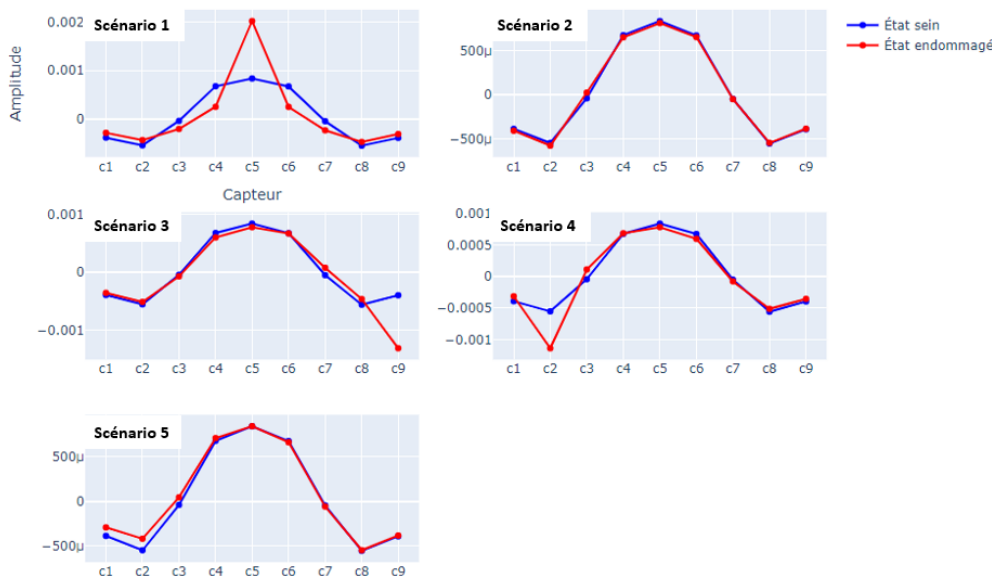 Scénario 1
0.002
0.001
0
Amplitude
c1 c2 c3 c4 c5 c6 c7 c8 c9
Capteur
Scénario 2
500µ
0
−500µ
c1 c2 c3 c4 c5 c6 c7 c8 c9
État sein
État endommagé
Scénario 3
0.001
0
−0.001
c1 c2 c3 c4 c5 c6 c7 c8 c9
Scénario 4
0.001
0.0005
0
−0.0005
−0.001
c1 c2 c3 c4 c5 c6 c7 c8 c9
Scénario 5
500µ
0
−500µ
c1 c2 c3 c4 c5 c6 c7 c8 c9